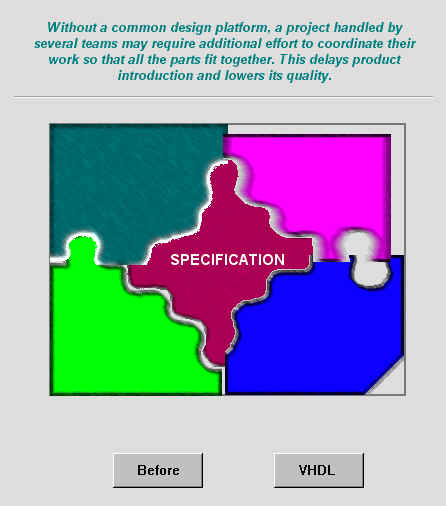 Without a common design platform, a project handled by
several teams may require additional effort to coordinate their
work so that all the parts fit together. This delays product
introduction and lowers its quality.
SPECIFICATION
Before
VHDL